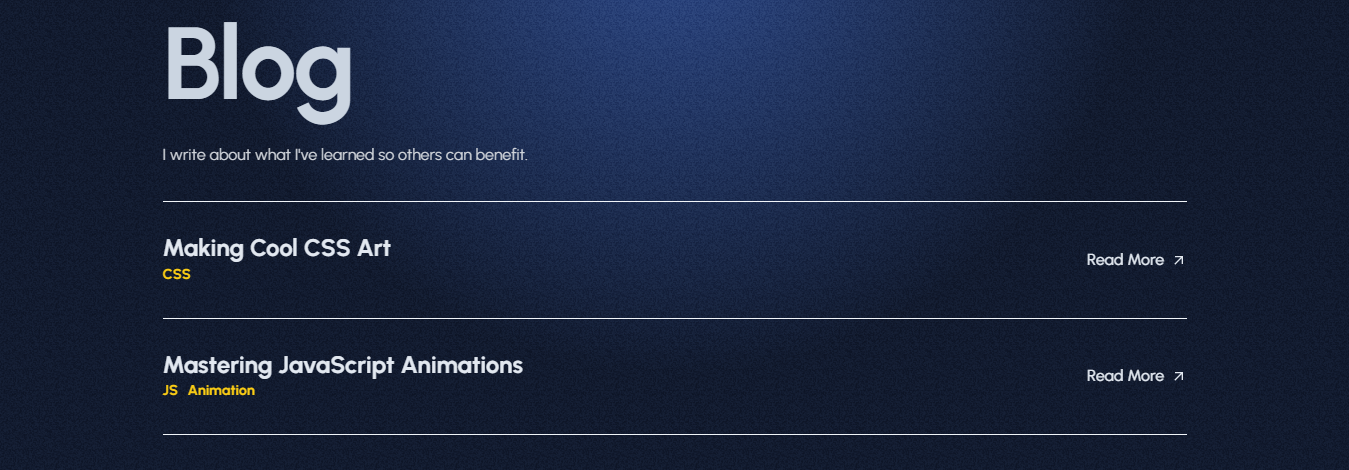 Blog
I write about what I've learned so others can benefit.
Making Cool CSS Art
CSS
Read More
Mastering JavaScript Animations
JS Animation
Read More